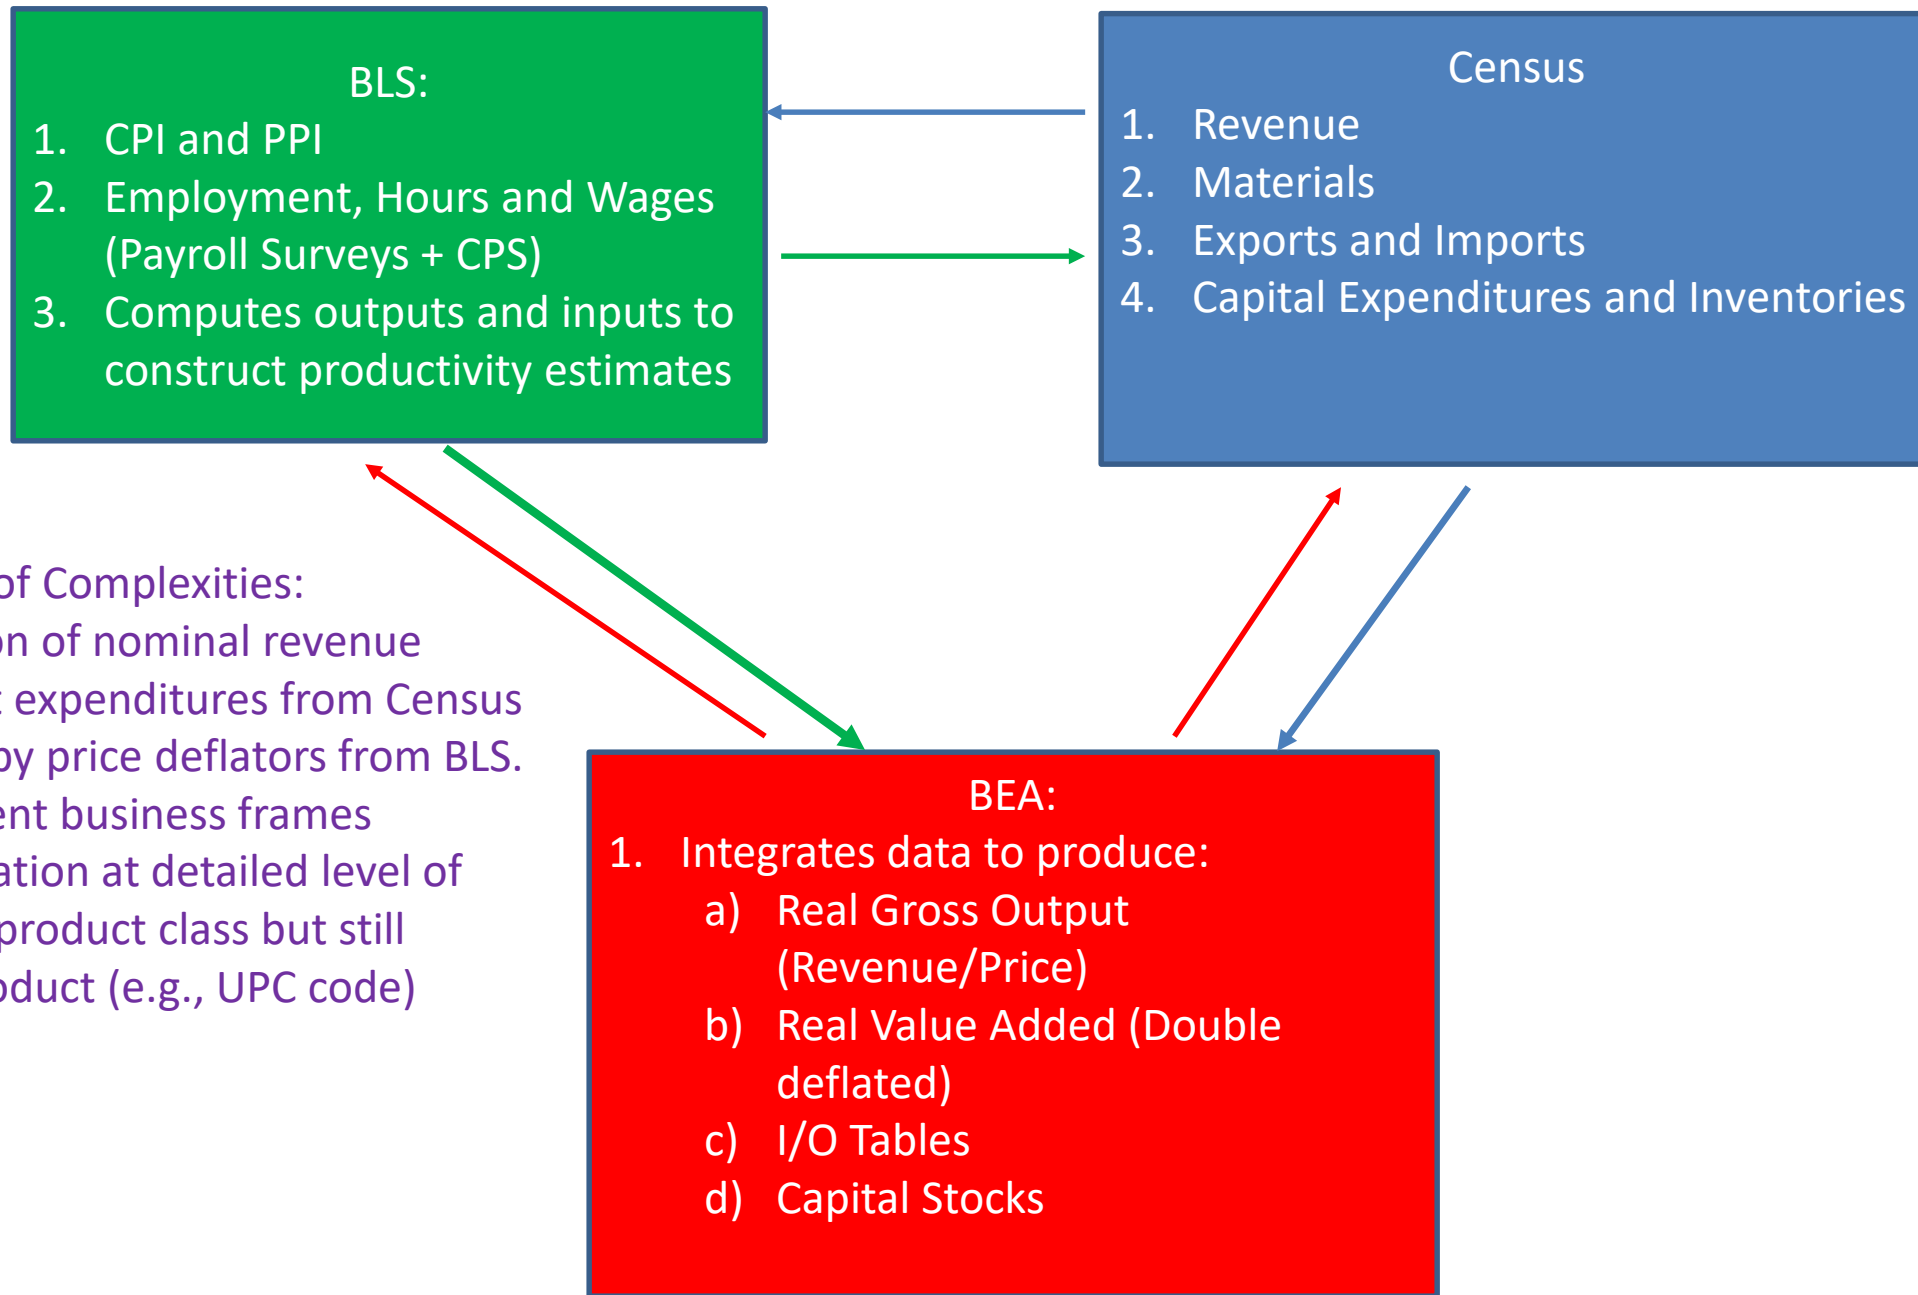 BLS:
1. CPI and PPI
2. Employment, Hours and Wages
(Payroll Surveys + CPS)
3. Computes outputs and inputs to
construct productivity estimates
Census
1. Revenue
2. Materials
3. Exports and Imports
4. Capital Expenditures and Inventories
of Complexities:
on of nominal revenue
expenditures from Census
by price deflators from BLS.
ent business frames
ation at detailed level of
product class but still
oduct (e.g., UPC code)
BEA:
1. Integrates data to produce:
a) Real Gross Output
(Revenue/Price)
b) Real Value Added (Double
deflated)
c) I/O Tables
d) Capital Stocks